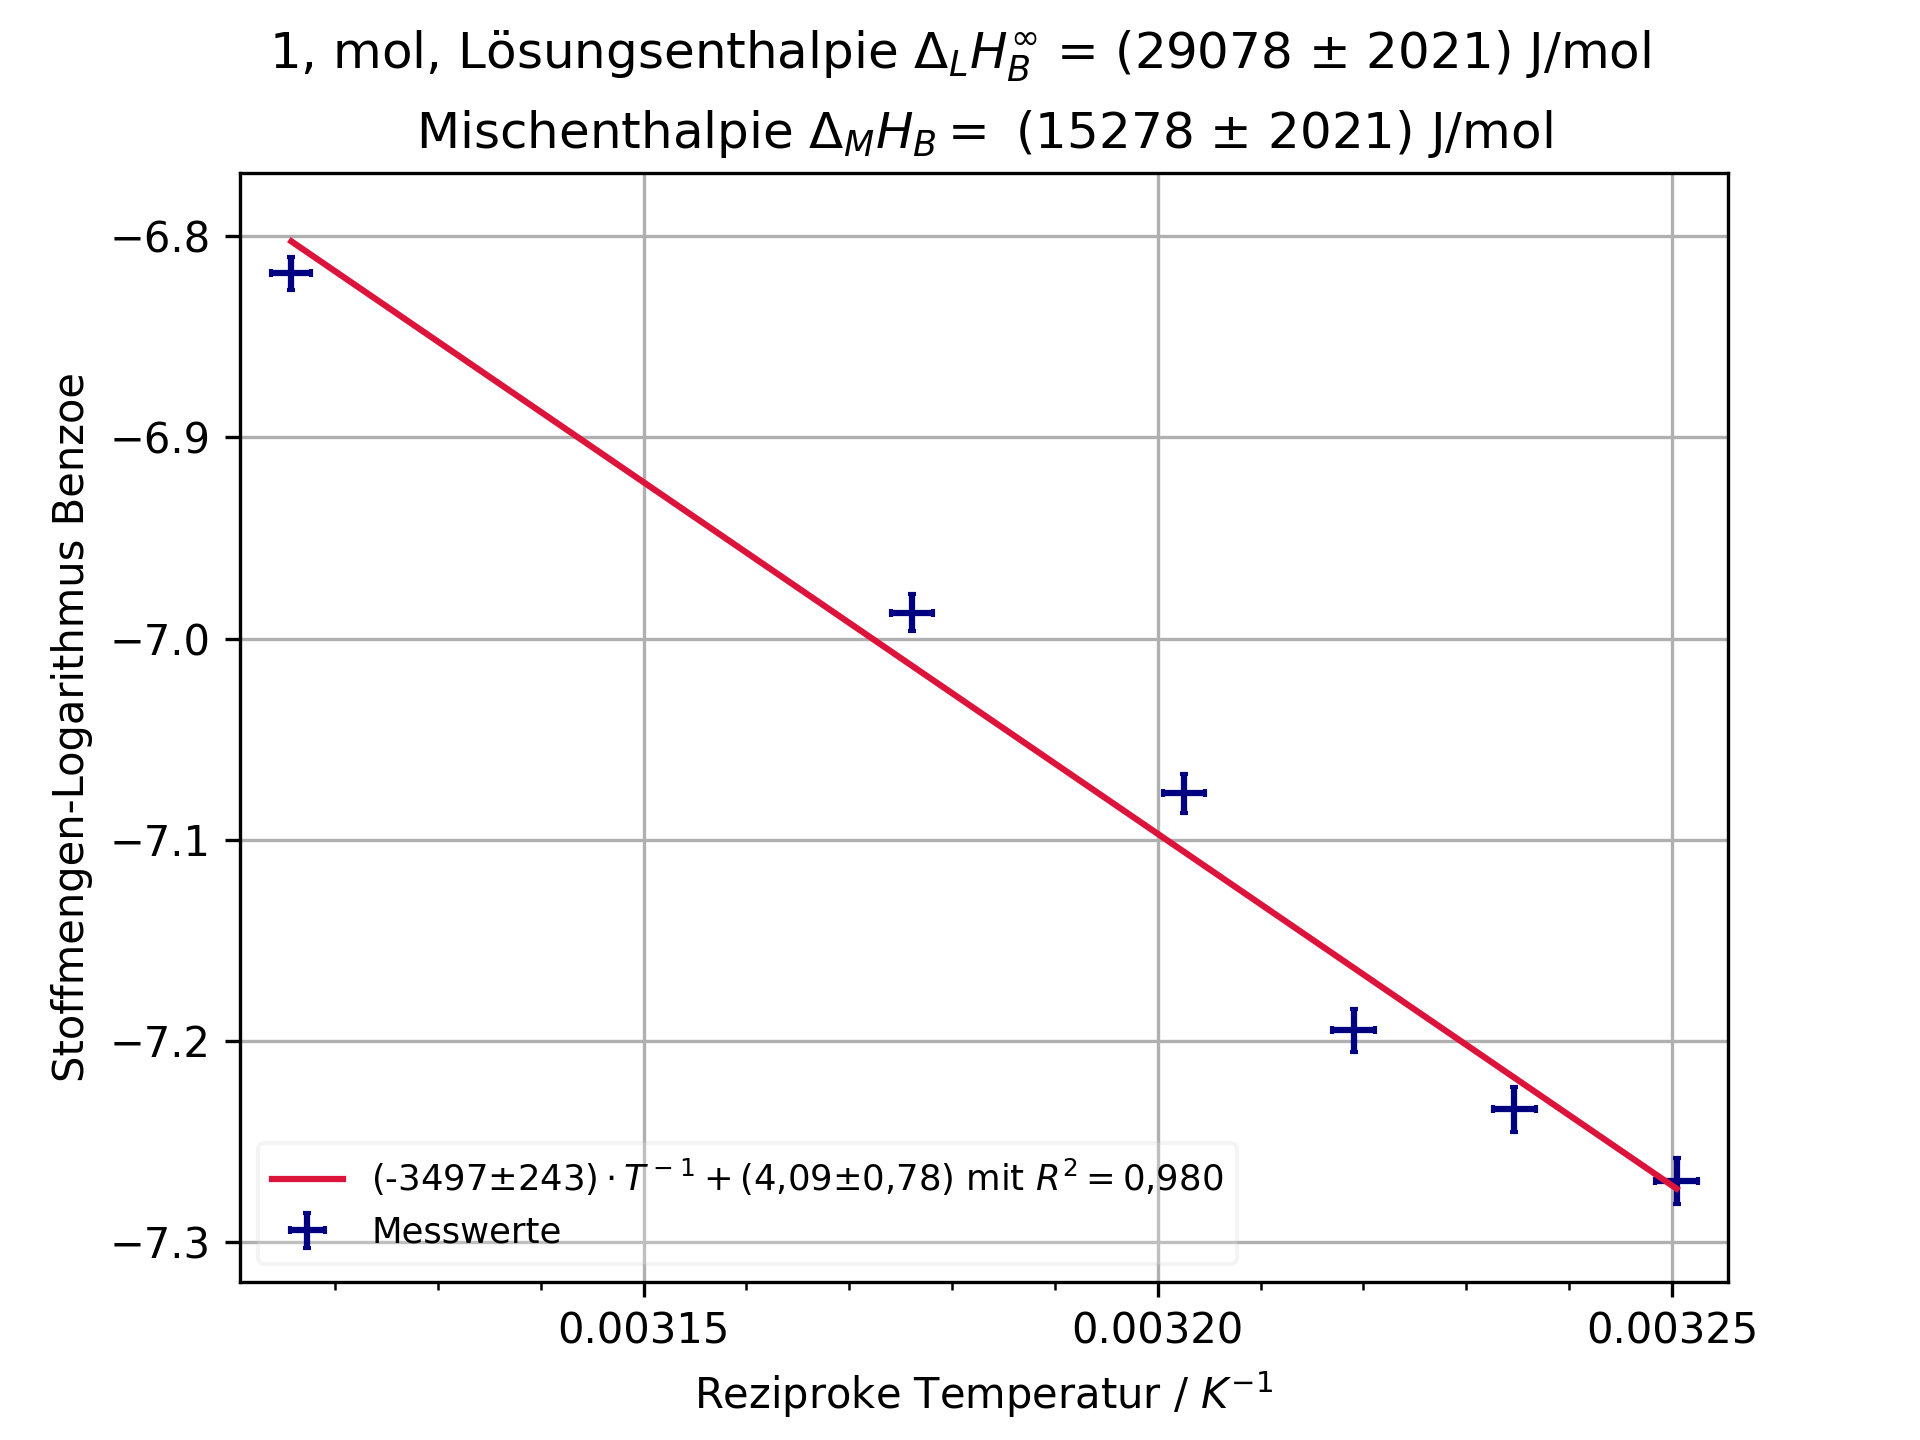 1, mol, Lösungsenthalpie Δ_L H_B^∞ = (29078 ± 2021) J/mol
Mischenthalpie Δ_M H_B = (15278 ± 2021) J/mol
Stoffmengen-Logarithmus Benzoe
−6.8
−6.9
−7.0
−7.1
−7.2
−7.3
(-3497±243) · T^−1 + (4,09±0,78) mit R² = 0,980
Messwerte
0.00315
0.00320
0.00325
Reziproke Temperatur / K^−1